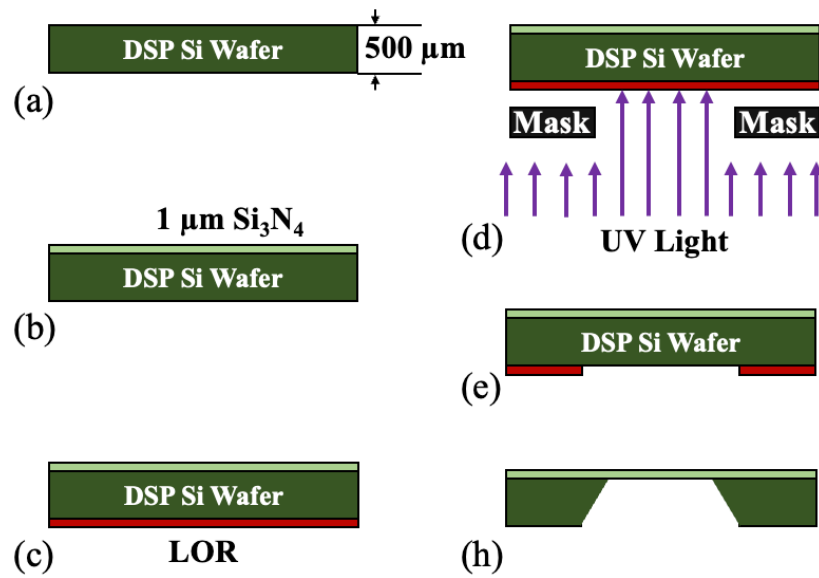 DSP Si Wafer
500 µm
(a)
1 µm Si₃N₄
DSP Si Wafer
(b)
DSP Si Wafer
(c)
LOR
DSP Si Wafer
Mask
Mask
(d)
UV Light
DSP Si Wafer
(e)
(h)